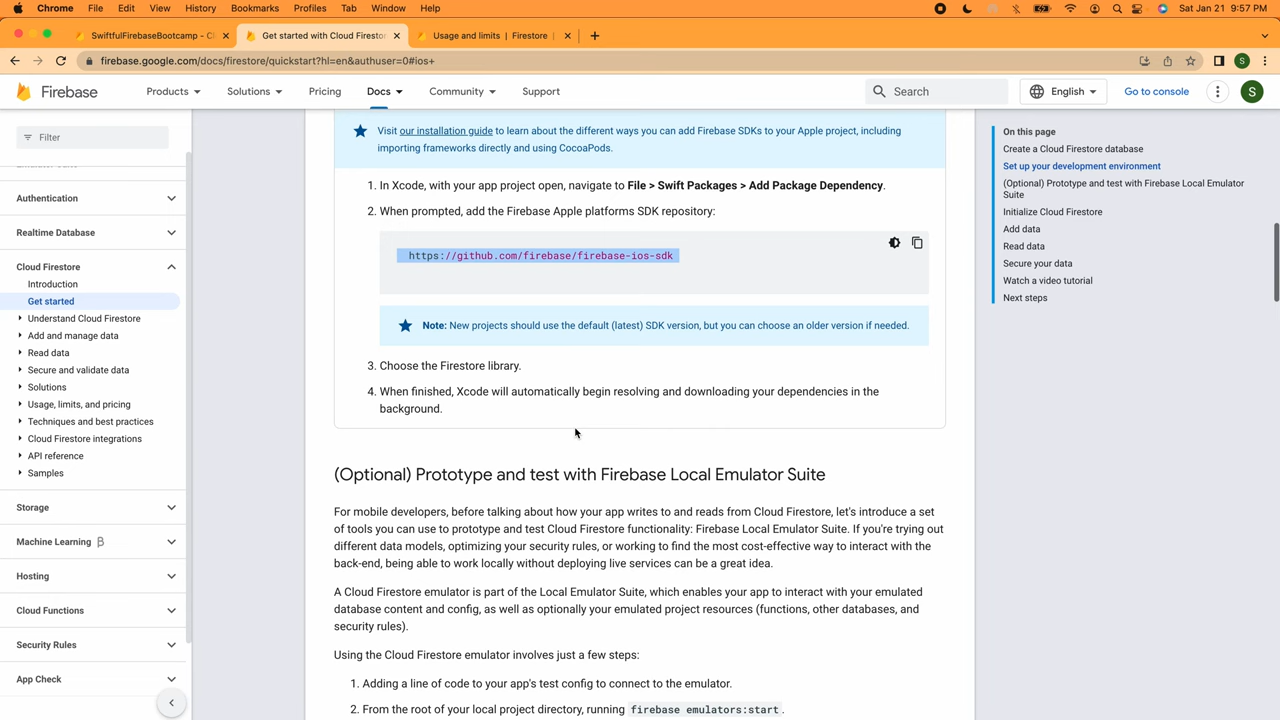 Chrome File Edit View History Bookmarks Profiles Tab Window Help Sat Jan 21 9:57 PM
SwiftfulFirebaseBootcamp - Cl
Get started with Cloud Firestor
Usage and limits | Firestore |
firebase.google.com/docs/firestore/quickstart?hl=en&authuser=0#ios+
S
Firebase
Products
Solutions
Pricing
Docs
Community
Support
Search
English
Go to console
S
Filter
Authentication
Realtime Database
Cloud Firestore
Introduction
Get started
Understand Cloud Firestore
Add and manage data
Read data
Secure and validate data
Solutions
Usage, limits, and pricing
Techniques and best practices
Cloud Firestore integrations
API reference
Samples
Storage
Machine Learning β
Hosting
Cloud Functions
Security Rules
App Check
Visit our installation guide to learn about the different ways you can add Firebase SDKs to your Apple project, including
importing frameworks directly and using CocoaPods.
1. In Xcode, with your app project open, navigate to File > Swift Packages > Add Package Dependency.
2. When prompted, add the Firebase Apple platforms SDK repository:
https://github.com/firebase/firebase-ios-sdk
Note: New projects should use the default (latest) SDK version, but you can choose an older version if needed.
3. Choose the Firestore library.
4. When finished, Xcode will automatically begin resolving and downloading your dependencies in the
background.
(Optional) Prototype and test with Firebase Local Emulator Suite
For mobile developers, before talking about how your app writes to and reads from Cloud Firestore, let's introduce a set
of tools you can use to prototype and test Cloud Firestore functionality: Firebase Local Emulator Suite. If you're trying out
different data models, optimizing your security rules, or working to find the most cost-effective way to interact with the
back-end, being able to work locally without deploying live services can be a great idea.
A Cloud Firestore emulator is part of the Local Emulator Suite, which enables your app to interact with your emulated
database content and config, as well as optionally your emulated project resources (functions, other databases, and
security rules).
Using the Cloud Firestore emulator involves just a few steps:
1. Adding a line of code to your app's test config to connect to the emulator.
2. From the root of your local project directory, running firebase emulators:start.
On this page
Create a Cloud Firestore database
Set up your development environment
(Optional) Prototype and test with Firebase Local Emulator
Suite
Initialize Cloud Firestore
Add data
Read data
Secure your data
Watch a video tutorial
Next steps